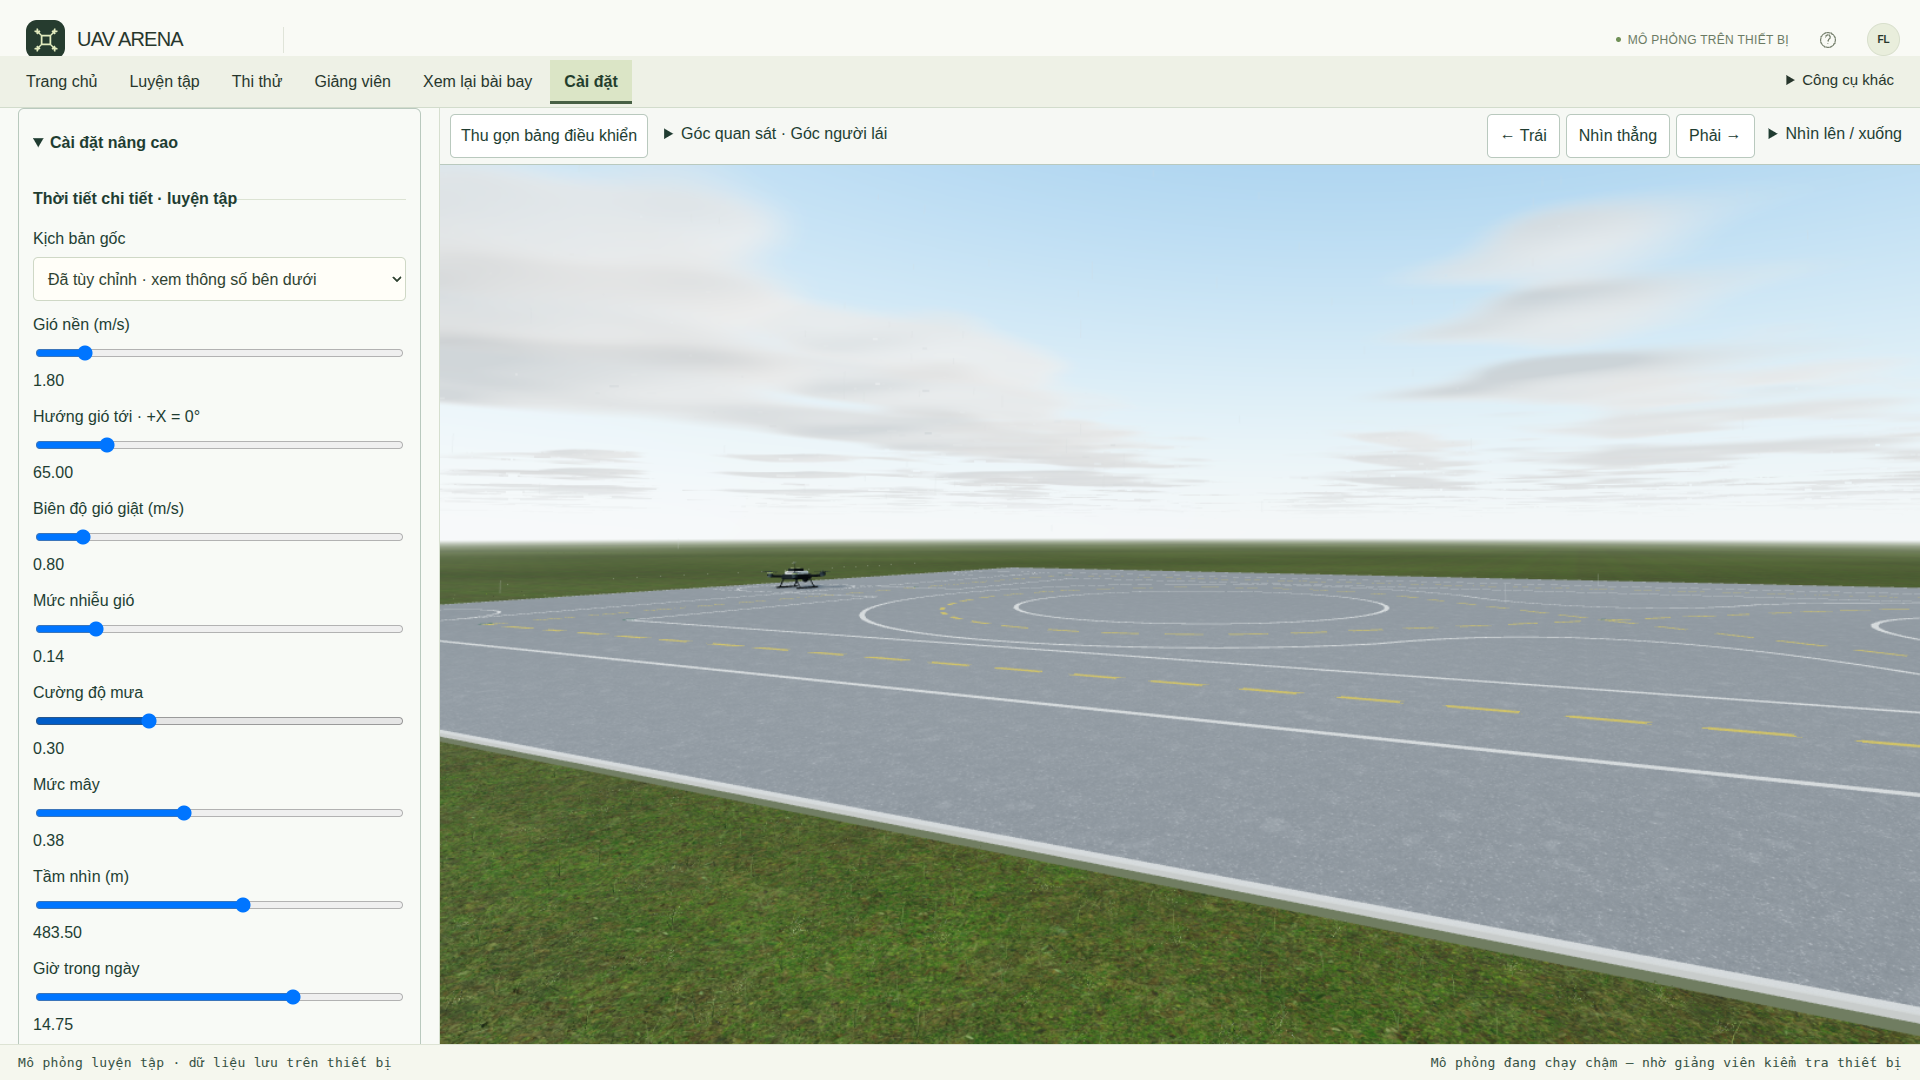 UAV ARENA
MÔ PHỎNG TRÊN THIẾT BỊ
FL
Trang chủ
Luyện tập
Thi thử
Giảng viên
Xem lại bài bay
Cài đặt
Công cụ khác
Cài đặt nâng cao
Thời tiết chi tiết · luyện tập
Kịch bản gốc
Đã tùy chỉnh · xem thông số bên dưới
Gió nền (m/s)
1.80
Hướng gió tới · +X = 0°
65.00
Biên độ gió giật (m/s)
0.80
Mức nhiễu gió
0.14
Cường độ mưa
0.30
Mức mây
0.38
Tầm nhìn (m)
483.50
Giờ trong ngày
14.75
Thu gọn bảng điều khiển
Góc quan sát · Góc người lái
← Trái
Nhìn thẳng
Phải →
Nhìn lên / xuống
Mô phỏng luyện tập · dữ liệu lưu trên thiết bị
Mô phỏng đang chạy chậm — nhờ giảng viên kiểm tra thiết bị